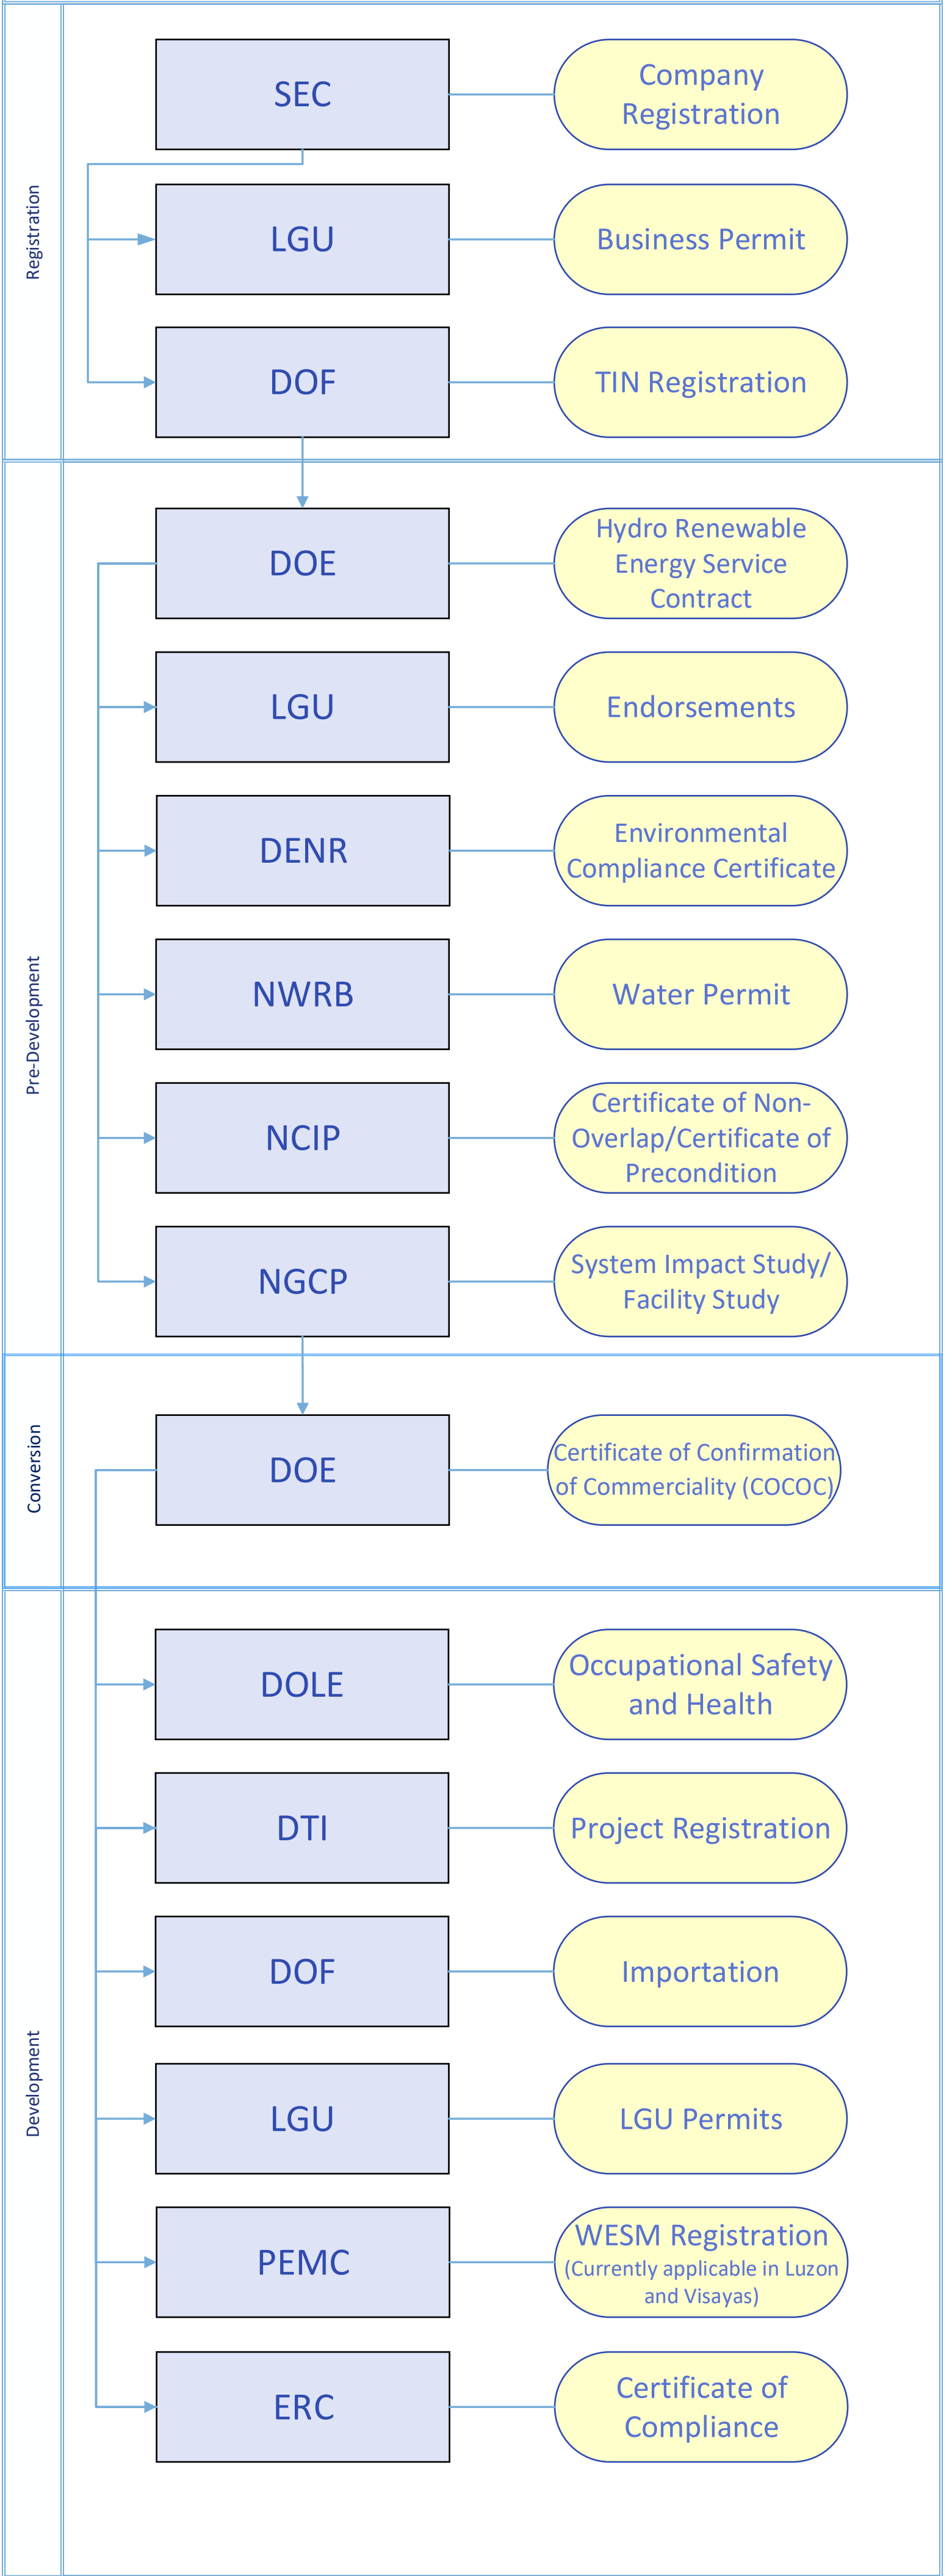 Registration
SEC
Company
Registration
LGU
Business Permit
DOF
TIN Registration
Pre-Development
DOE
Hydro Renewable
Energy Service
Contract
LGU
Endorsements
DENR
Environmental
Compliance Certificate
NWRB
Water Permit
NCIP
Certificate of Non-
Overlap/Certificate of
Precondition
NGCP
System Impact Study/
Facility Study
Conversion
DOE
Certificate of Confirmation
of Commerciality (COCOC)
Development
DOLE
Occupational Safety
and Health
DTI
Project Registration
DOF
Importation
LGU
LGU Permits
PEMC
WESM Registration
(Currently applicable in Luzon
and Visayas)
ERC
Certificate of
Compliance